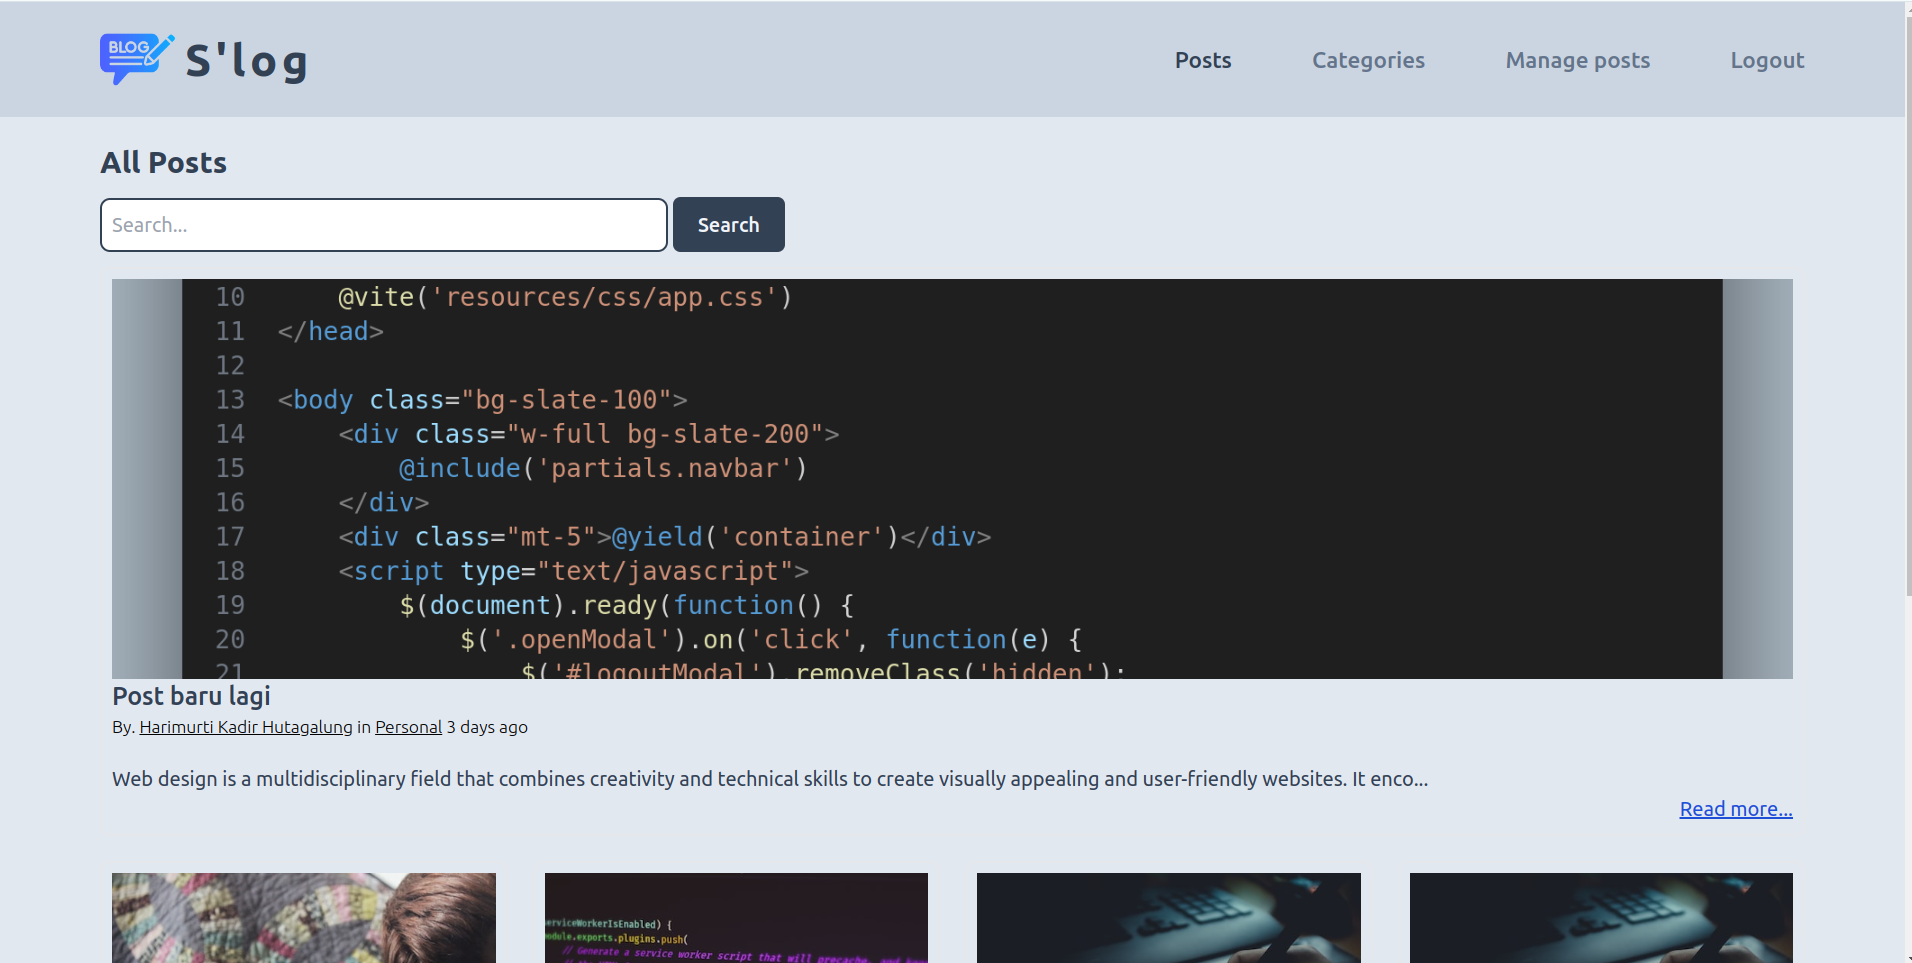 BLOG
S'log
Posts
Categories
Manage posts
Logout
All Posts
Search...
Search
10 @vite('resources/css/app.css')
11 </head>
12
13 <body class="bg-slate-100">
14 <div class="w-full bg-slate-200">
15 @include('partials.navbar')
16 </div>
17 <div class="mt-5">@yield('container')</div>
18 <script type="text/javascript">
19 $(document).ready(function() {
20 $('.openModal').on('click', function(e) {
21 $('#logoutModal').removeClass('hidden');
Post baru lagi
By. Harimurti Kadir Hutagalung in Personal 3 days ago
Web design is a multidisciplinary field that combines creativity and technical skills to create visually appealing and user-friendly websites. It enco...
Read more...
erviceWorkerIsEnabled) {
odule.exports.plugins.push(
// Generate a service worker script that will precache, and